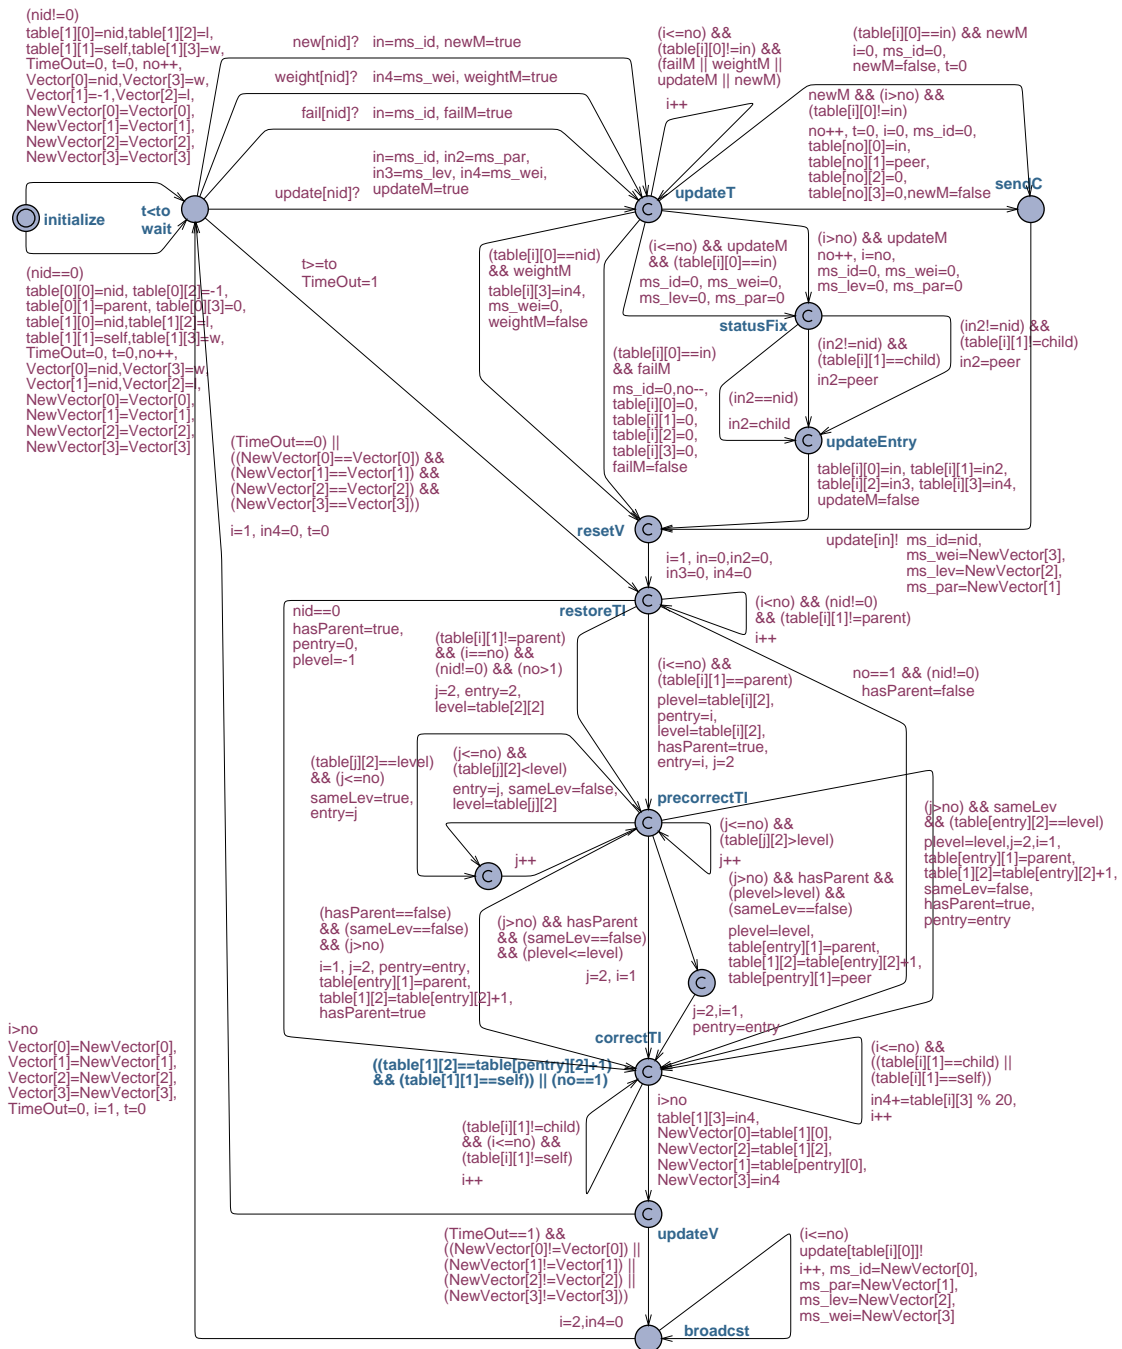 (nid!=0)
table[1][0]=nid,table[1][2]=l,
table[1][1]=self,table[1][3]=w,
TimeOut=0, t=0, no++,
Vector[0]=nid,Vector[3]=w,
Vector[1]=-1,Vector[2]=l,
NewVector[0]=Vector[0],
NewVector[1]=Vector[1],
NewVector[2]=Vector[2],
NewVector[3]=Vector[3]
new[nid]? in=ms_id, newM=true
weight[nid]? in4=ms_wei, weightM=true
fail[nid]? in=ms_id, failM=true
in=ms_id, in2=ms_par,
in3=ms_lev, in4=ms_wei,
update[nid]? updateM=true
(i<=no) &&
(table[i][0]!=in) &&
(failM || weightM ||
updateM || newM)
i++
(table[i][0]==in) && newM
i=0, ms_id=0,
newM=false, t=0
newM && (i>no) &&
(table[i][0]!=in)
no++, t=0, i=0, ms_id=0,
table[no][0]=in,
table[no][1]=peer,
table[no][2]=0,
table[no][3]=0,newM=false
initialize
t<to
wait
updateT
sendC
(nid==0)
table[0][0]=nid, table[0][2]=-1,
table[0][1]=parent, table[0][3]=0,
table[1][0]=nid,table[1][2]=l,
table[1][1]=self,table[1][3]=w,
TimeOut=0, t=0,no++,
Vector[0]=nid,Vector[3]=w,
Vector[1]=nid,Vector[2]=l,
NewVector[0]=Vector[0],
NewVector[1]=Vector[1],
NewVector[2]=Vector[2],
NewVector[3]=Vector[3]
t>=to
TimeOut=1
(table[i][0]==nid)
&& weightM
table[i][3]=in4,
ms_wei=0,
weightM=false
(i<=no) && updateM
&& (table[i][0]==in)
ms_id=0, ms_wei=0,
ms_lev=0, ms_par=0
(i>no) && updateM
no++, i=no,
ms_id=0, ms_wei=0,
ms_lev=0, ms_par=0
statusFix
(in2!=nid) &&
(table[i][1]!=child)
in2=peer
(in2!=nid) &&
(table[i][1]==child)
in2=peer
(table[i][0]==in)
&& failM
ms_id=0,no--,
table[i][0]=0,
table[i][1]=0,
table[i][2]=0,
table[i][3]=0,
failM=false
(in2==nid)
in2=child
updateEntry
table[i][0]=in, table[i][1]=in2,
table[i][2]=in3, table[i][3]=in4,
updateM=false
(TimeOut==0) ||
((NewVector[0]==Vector[0]) &&
(NewVector[1]==Vector[1]) &&
(NewVector[2]==Vector[2]) &&
(NewVector[3]==Vector[3]))
i=1, in4=0, t=0
resetV
update[in]! ms_id=nid,
ms_wei=NewVector[3],
ms_lev=NewVector[2],
ms_par=NewVector[1]
i=1, in=0,in2=0,
in3=0, in4=0
restoreTI
nid==0
hasParent=true,
pentry=0,
plevel=-1
(i<no) && (nid!=0)
&& (table[i][1]!=parent)
i++
(table[i][1]!=parent)
&& (i==no) &&
(nid!=0) && (no>1)
j=2, entry=2,
level=table[2][2]
(i<=no) &&
(table[i][1]==parent)
plevel=table[i][2],
pentry=i,
level=table[i][2],
hasParent=true,
entry=i, j=2
no==1 && (nid!=0)
hasParent=false
(table[j][2]==level)
&& (j<=no)
sameLev=true,
entry=j
(j<=no) &&
(table[j][2]<level)
entry=j, sameLev=false,
level=table[j][2]
precorrectTI
j++
(j<=no) &&
(table[j][2]>level)
j++
(j>no) && sameLev
&& (table[entry][2]==level)
plevel=level,j=2,i=1,
table[entry][1]=parent,
table[1][2]=table[entry][2]+1,
sameLev=false,
hasParent=true,
pentry=entry
(j>no) && hasParent &&
(plevel>level) &&
(sameLev==false)
plevel=level,
table[entry][1]=parent,
table[1][2]=table[entry][2]+1,
table[pentry][1]=peer
(hasParent==false)
&& (sameLev==false)
&& (j>no)
i=1, j=2, pentry=entry,
table[entry][1]=parent,
table[1][2]=table[entry][2]+1,
hasParent=true
(j>no) && hasParent
&& (sameLev==false)
&& (plevel<=level)
j=2, i=1
j=2,i=1,
pentry=entry
correctTI
((table[1][2]==table[pentry][2]+1)
&& (table[1][1]==self)) || (no==1)
i>no
Vector[0]=NewVector[0],
Vector[1]=NewVector[1],
Vector[2]=NewVector[2],
Vector[3]=NewVector[3],
TimeOut=0, i=1, t=0
(i<=no) &&
((table[i][1]==child) ||
(table[i][1]==self))
in4+=table[i][3] % 20,
i++
(table[i][1]!=child)
&& (i<=no) &&
(table[i][1]!=self)
i++
i>no
table[1][3]=in4,
NewVector[0]=table[1][0],
NewVector[2]=table[1][2],
NewVector[1]=table[pentry][0],
NewVector[3]=in4
updateV
(TimeOut==1) &&
((NewVector[0]!=Vector[0]) ||
(NewVector[1]!=Vector[1]) ||
(NewVector[2]!=Vector[2]) ||
(NewVector[3]!=Vector[3]))
i=2,in4=0
(i<=no)
update[table[i][0]]!
i++, ms_id=NewVector[0],
ms_par=NewVector[1],
ms_lev=NewVector[2],
ms_wei=NewVector[3]
broadcst